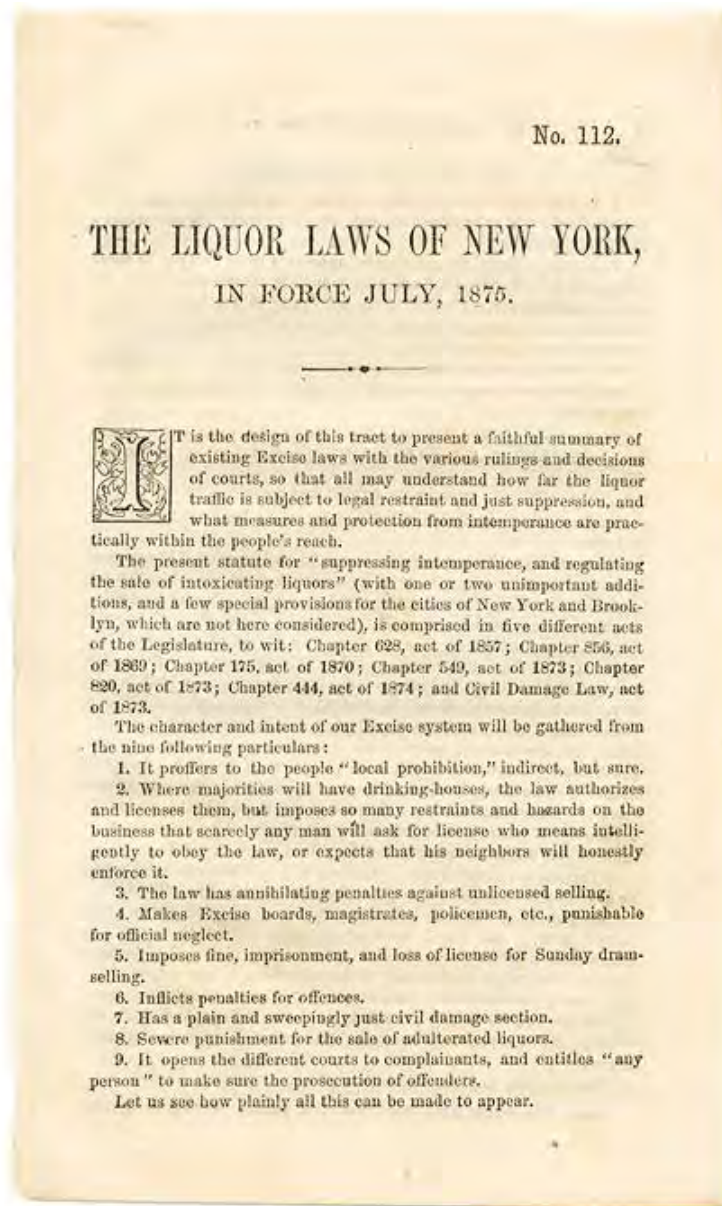 No. 112.
THE LIQUOR LAWS OF NEW YORK,
IN FORCE JULY, 1875.
IT is the design of this tract to present a faithful summary of
existing Excise laws with the various rulings and decisions
of courts, so that all may understand how far the liquor
traffic is subject to legal restraint and just suppression, and
what measures and protection from intemperance are prac-
tically within the people's reach.
The present statute for "suppressing intemperance, and regulating
the sale of intoxicating liquors" (with one or two unimportant addi-
tions, and a few special provisions for the cities of New York and Brook-
lyn, which are not here considered), is comprised in five different acts
of the Legislature, to wit: Chapter 628, act of 1857; Chapter 856, act
of 1869; Chapter 175, act of 1870; Chapter 549, act of 1873; Chapter
820, act of 1873; Chapter 444, act of 1874; and Civil Damage Law, act
of 1873.
The character and intent of our Excise system will be gathered from
the nine following particulars:
1. It proffers to the people "local prohibition," indirect, but sure.
2. Where majorities will have drinking-houses, the law authorizes
and licenses them, but imposes so many restraints and hazards on the
business that scarcely any man will ask for license who means intelli-
gently to obey the law, or expects that his neighbors will honestly
enforce it.
3. The law has annihilating penalties against unlicensed selling.
4. Makes Excise boards, magistrates, policemen, etc., punishable
for official neglect.
5. Imposes fine, imprisonment, and loss of license for Sunday dram-
selling.
6. Inflicts penalties for offences.
7. Has a plain and sweepingly just civil damage section.
8. Severe punishment for the sale of adulterated liquors.
9. It opens the different courts to complainants, and entitles "any
person" to make sure the prosecution of offenders.
Let us see how plainly all this can be made to appear.